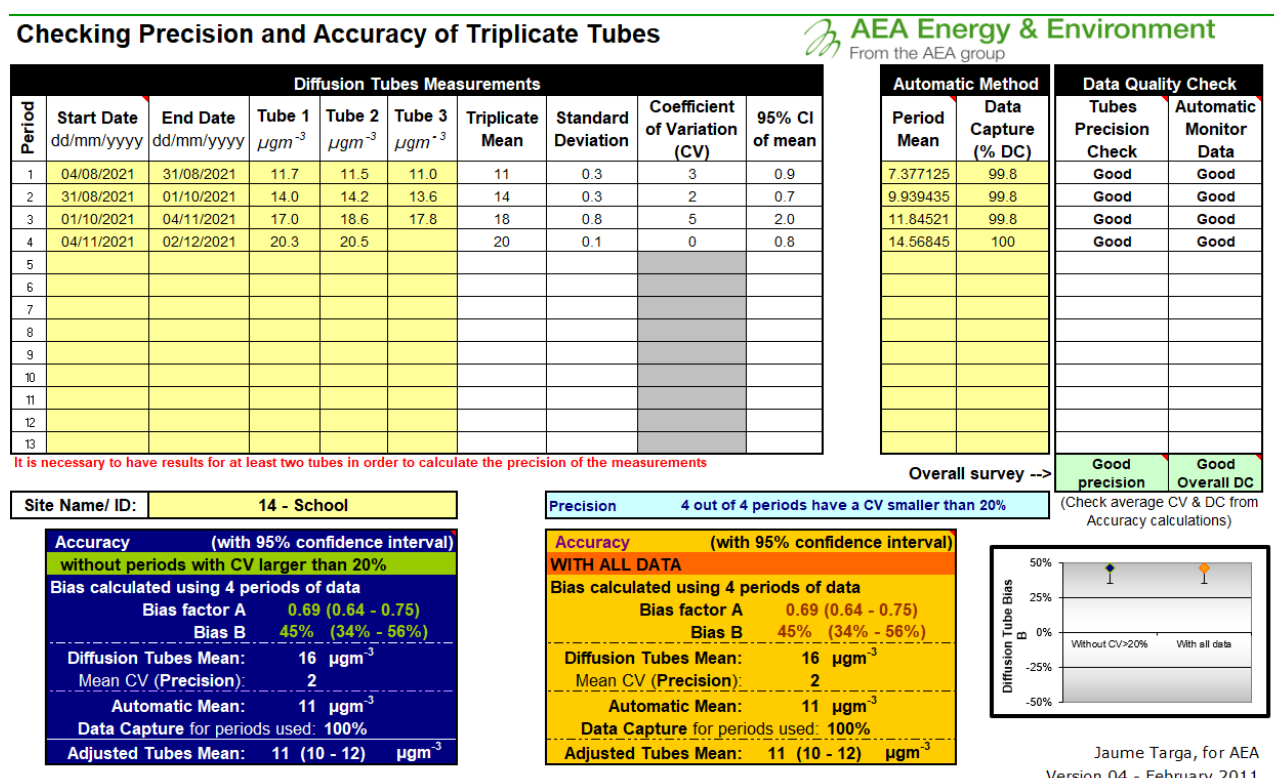 Checking Precision and Accuracy of Triplicate Tubes
AEA Energy & Environment
From the AEA group
Diffusion Tubes Measurements
Automatic Method
Data Quality Check
Period
Start Date dd/mm/yyyy
End Date dd/mm/yyyy
Tube 1 µgm⁻³
Tube 2 µgm⁻³
Tube 3 µgm⁻³
Triplicate Mean
Standard Deviation
Coefficient of Variation (CV)
95% CI of mean
Period Mean
Data Capture (% DC)
Tubes Precision Check
Automatic Monitor Data
1 04/08/2021 31/08/2021 11.7 11.5 11.0 11 0.3 3 0.9 7.377125 99.8 Good Good
2 31/08/2021 01/10/2021 14.0 14.2 13.6 14 0.3 2 0.7 9.939435 99.8 Good Good
3 01/10/2021 04/11/2021 17.0 18.6 17.8 18 0.8 5 2.0 11.84521 99.8 Good Good
4 04/11/2021 02/12/2021 20.3 20.5 20 0.1 0 0.8 14.56845 100 Good Good
5
6
7
8
9
10
11
12
13
It is necessary to have results for at least two tubes in order to calculate the precision of the measurements
Overall survey --> Good precision Good Overall DC
(Check average CV & DC from
Accuracy calculations)
Site Name/ ID: 14 - School
Precision 4 out of 4 periods have a CV smaller than 20%
Accuracy (with 95% confidence interval)
without periods with CV larger than 20%
Bias calculated using 4 periods of data
Bias factor A 0.69 (0.64 - 0.75)
Bias B 45% (34% - 56%)
Diffusion Tubes Mean: 16 µgm⁻³
Mean CV (Precision): 2
Automatic Mean: 11 µgm⁻³
Data Capture for periods used: 100%
Adjusted Tubes Mean: 11 (10 - 12) µgm⁻³
Accuracy (with 95% confidence interval)
WITH ALL DATA
Bias calculated using 4 periods of data
Bias factor A 0.69 (0.64 - 0.75)
Bias B 45% (34% - 56%)
Diffusion Tubes Mean: 16 µgm⁻³
Mean CV (Precision): 2
Automatic Mean: 11 µgm⁻³
Data Capture for periods used: 100%
Adjusted Tubes Mean: 11 (10 - 12) µgm⁻³
Diffusion Tube Bias B
50%
25%
0%
-25%
-50%
Without CV>20%
With all data
Jaume Targa, for AEA
Version 04 - February 2011